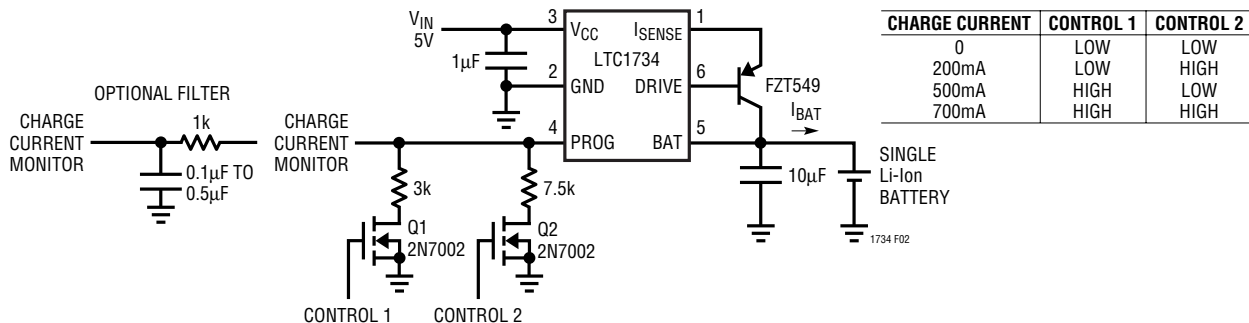 V_IN
5V
1µF
3
V_CC
2
GND
4
PROG
LTC1734
I_SENSE
1
DRIVE
6
BAT
5
FZT549
I_BAT
10µF
SINGLE
Li-Ion
BATTERY
1734 F02
OPTIONAL FILTER
CHARGE
CURRENT
MONITOR
1k
0.1µF TO
0.5µF
CHARGE
CURRENT
MONITOR
3k
Q1
2N7002
CONTROL 1
7.5k
Q2
2N7002
CONTROL 2
CHARGE CURRENT CONTROL 1 CONTROL 2
0 LOW LOW
200mA LOW HIGH
500mA HIGH LOW
700mA HIGH HIGH